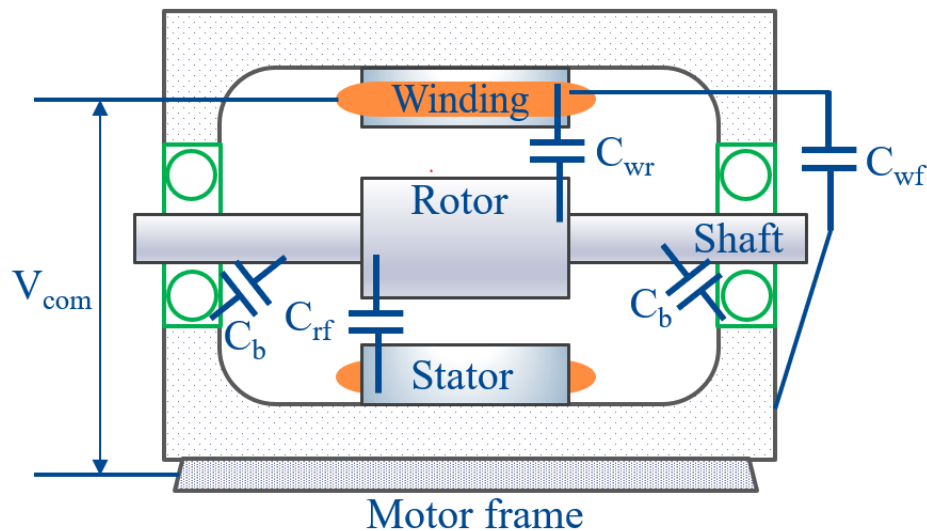 Winding
C_wr
C_wf
Rotor
Shaft
V_com
C_b
C_rf
C_b
Stator
Motor frame